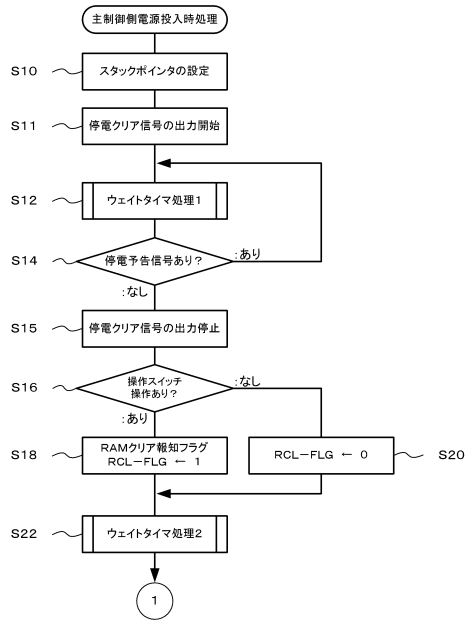 主制御側電源投入時処理
S10
スタックポインタの設定
S11
停電クリア信号の出力開始
S12
ウェイトタイマ処理1
S14
停電予告信号あり?
:あり
:なし
S15
停電クリア信号の出力停止
S16
操作スイッチ
操作あり?
:なし
:あり
S18
RAMクリア報知フラグ
RCL-FLG ← 1
RCL-FLG ← 0
S20
S22
ウェイトタイマ処理2
1